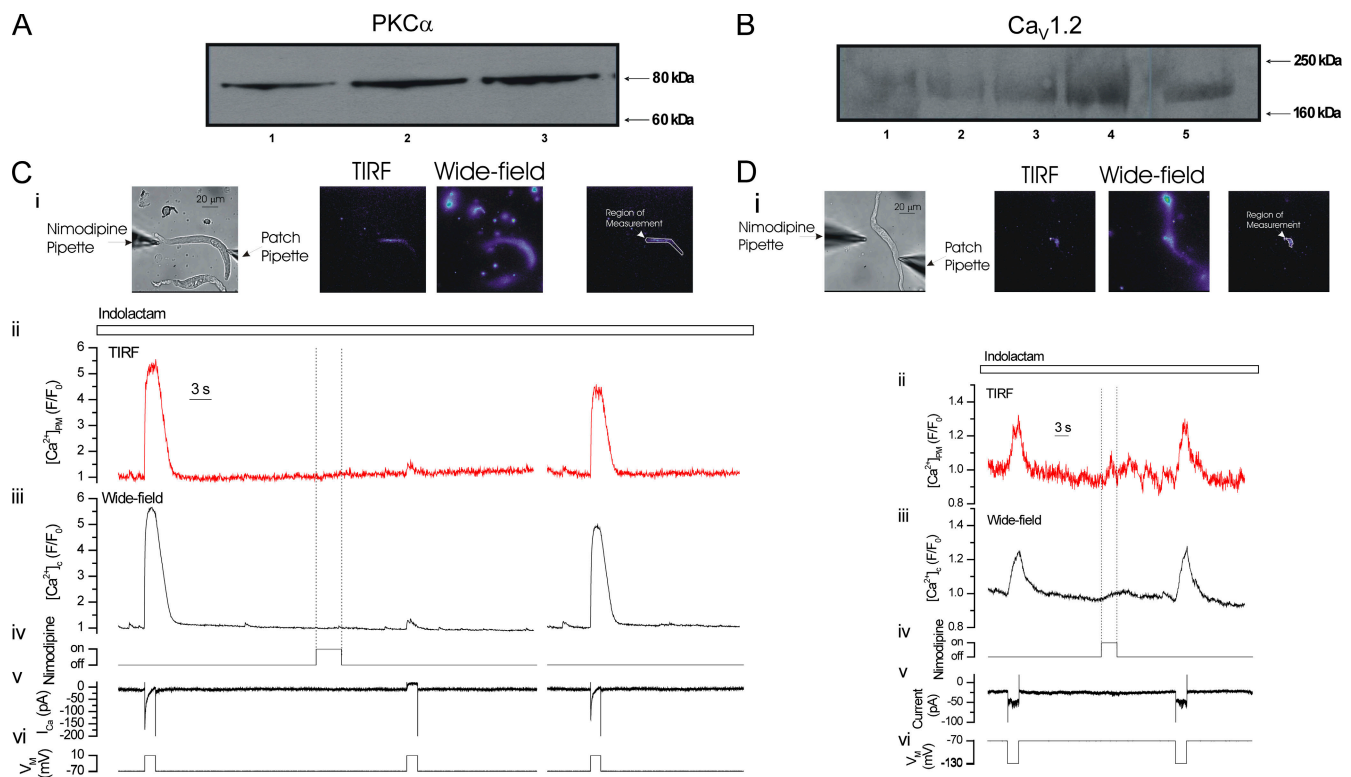 A
PKCα
80 kDa
60 kDa
1 2 3
B
CaV1.2
250 kDa
160 kDa
1 2 3 4 5
C
i
Nimodipine
Pipette
20 μm
Patch
Pipette
TIRF
Wide-field
Region of
Measurement
ii
Indolactam
TIRF
3 s
[Ca2+]PM (F/F0)
6
5
4
3
2
1
iii
Wide-field
[Ca2+]c (F/F0)
6
5
4
3
2
1
iv
Nimodipine
on
off
v
ICa (pA)
0
-50
-100
-150
-200
vi
VM
(mV)
10
-70
D
i
Nimodipine
Pipette
20 μm
Patch
Pipette
TIRF
Wide-field
Region of
Measurement
ii
Indolactam
TIRF
3 s
[Ca2+]PM (F/F0)
1.4
1.2
1.0
0.8
iii
Wide-field
[Ca2+]c (F/F0)
1.4
1.2
1.0
0.8
iv
Nimodipine
on
off
v
Current
(pA)
0
-50
-100
vi
VM
(mV)
-70
-130